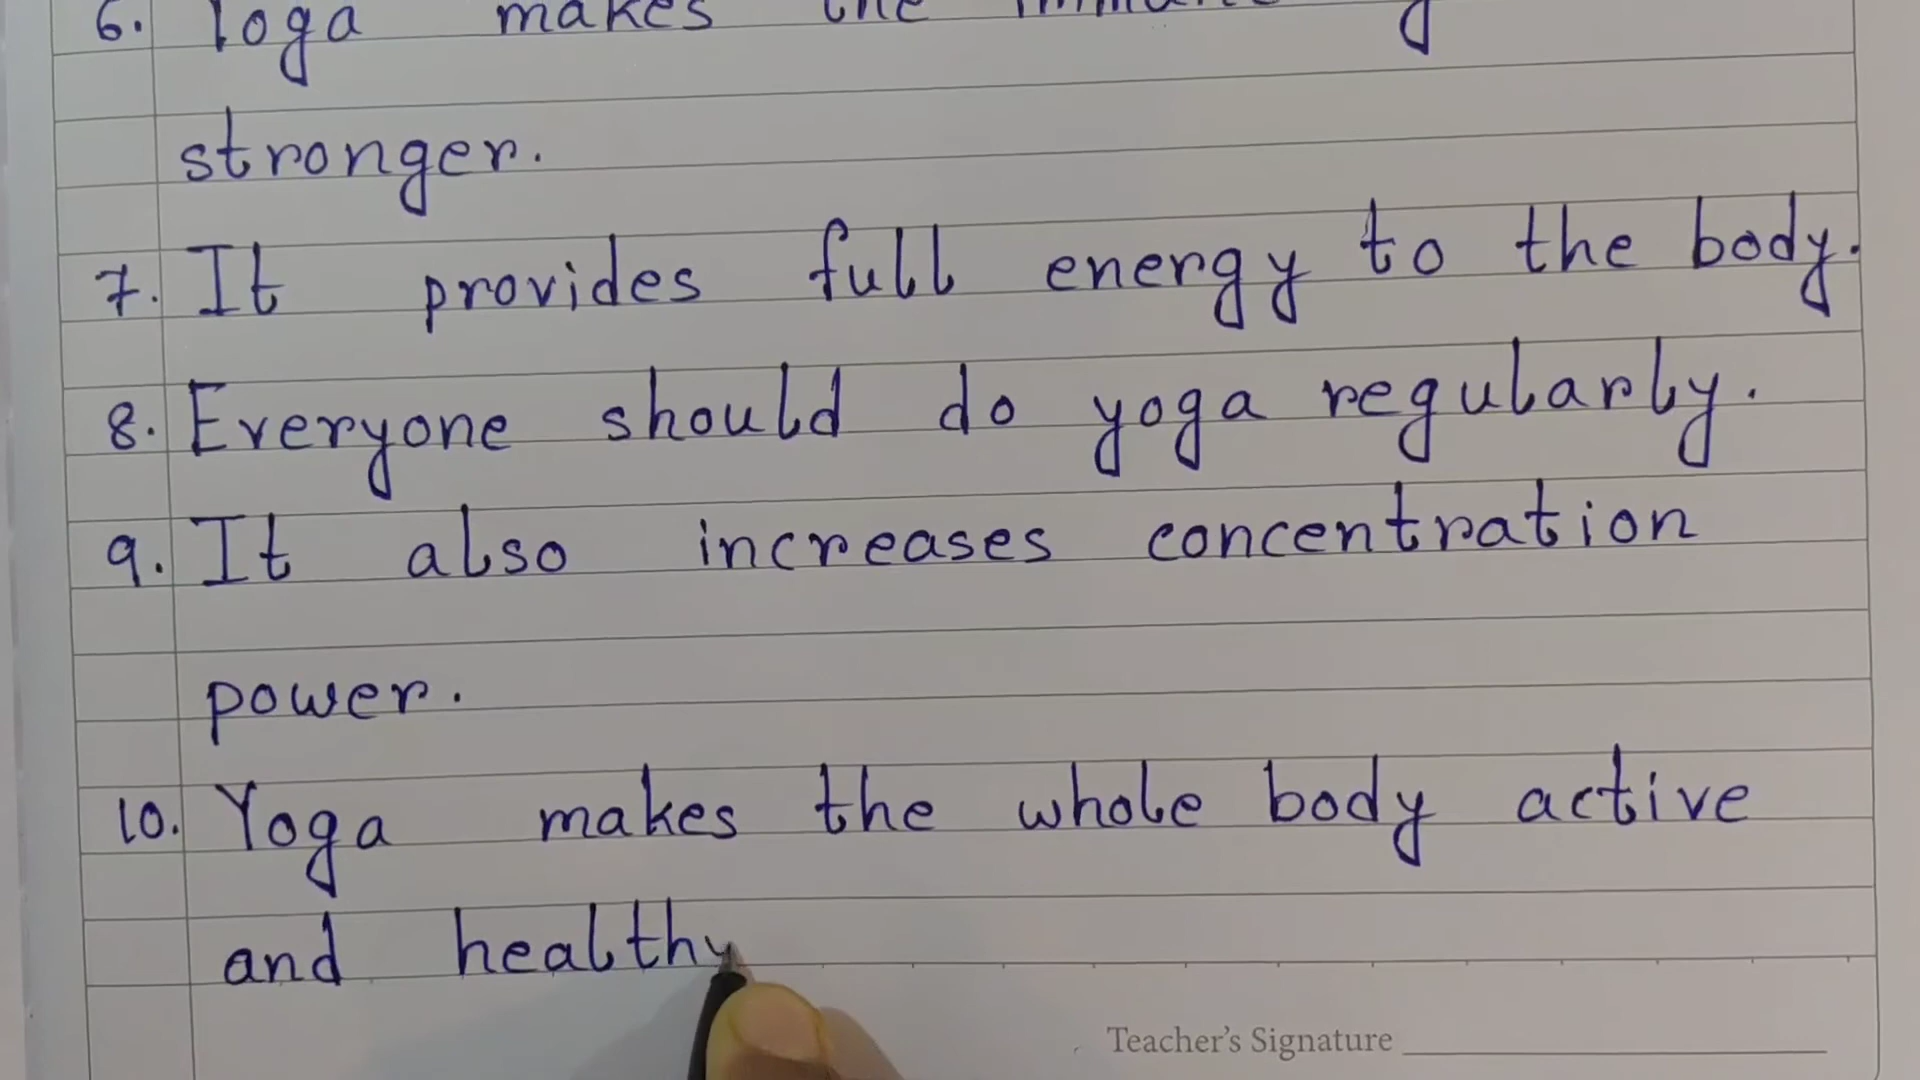 6. Yoga makes the
stronger.
7. It provides full energy to the body.
8. Everyone should do yoga regularly.
9. It also increases concentration
power.
10. Yoga makes the whole body active
and healthy
Teacher's Signature